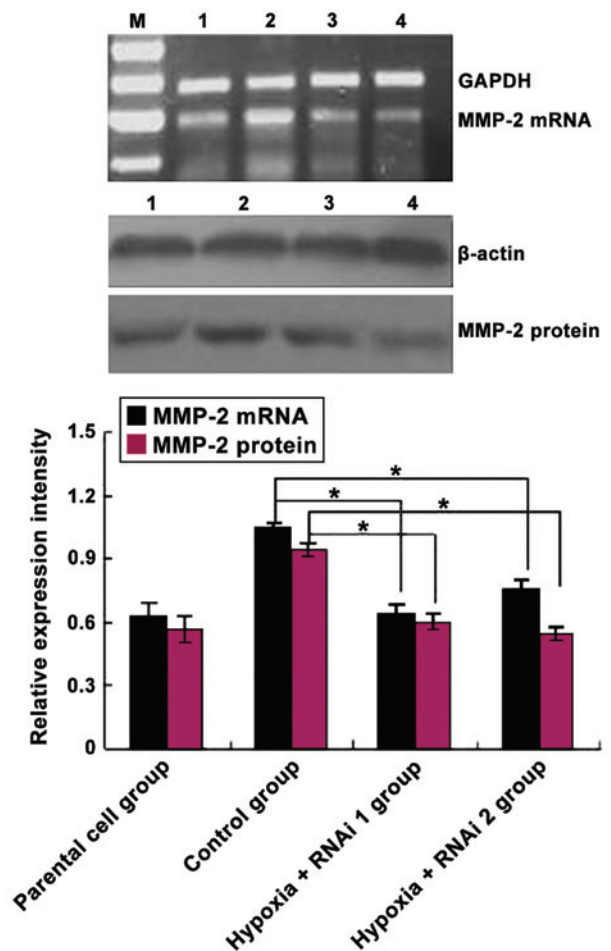 M 1 2 3 4
GAPDH
MMP-2 mRNA
1 2 3 4
β-actin
MMP-2 protein
MMP-2 mRNA
MMP-2 protein
Relative expression intensity
1.5
1.2
0.9
0.6
0.3
0
*
*
*
*
Parental cell group
Control group
Hypoxia + RNAi 1 group
Hypoxia + RNAi 2 group